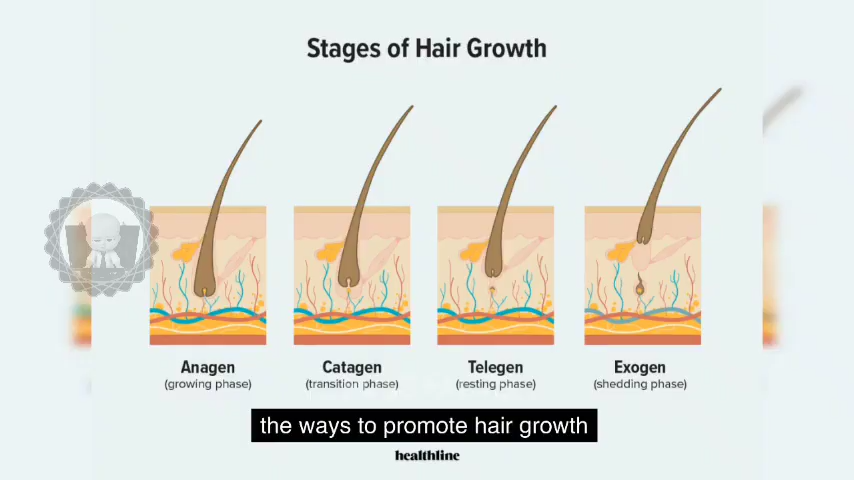 Stages of Hair Growth
Anagen
(growing phase)
Catagen
(transition phase)
Telegen
(resting phase)
Exogen
(shedding phase)
the ways to promote hair growth
healthline